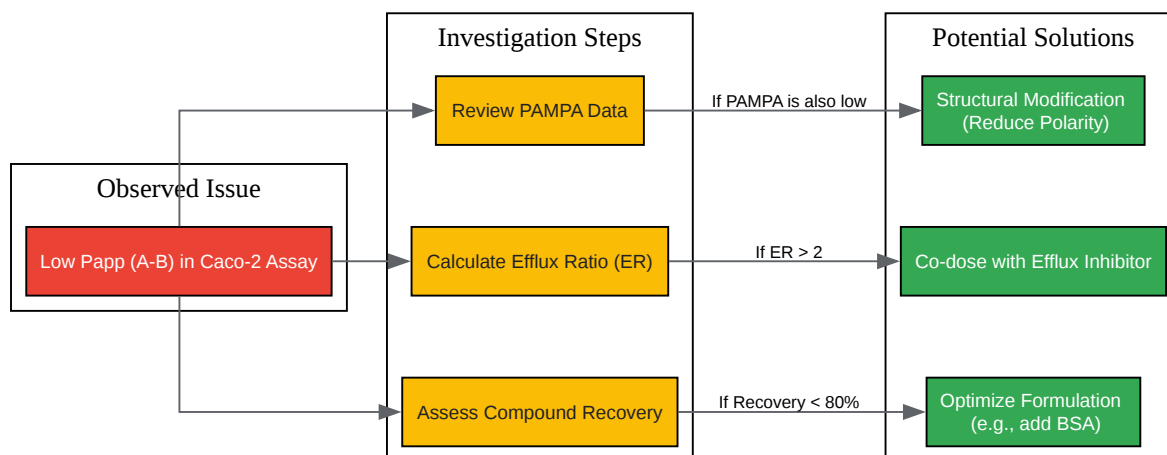 Investigation Steps
Potential Solutions
Review PAMPA Data
If PAMPA is also low
Structural Modification
(Reduce Polarity)
Observed Issue
Low Papp (A-B) in Caco-2 Assay
Calculate Efflux Ratio (ER)
If ER > 2
Co-dose with Efflux Inhibitor
Assess Compound Recovery
If Recovery < 80%
Optimize Formulation
(e.g., add BSA)